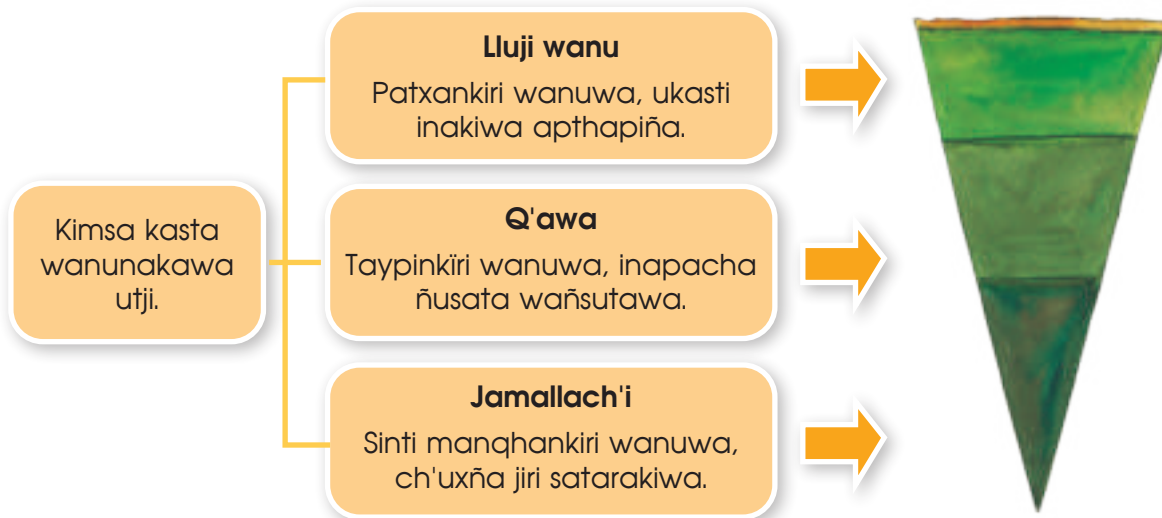 Kimsa kasta
wanunakawa
utji.
Lluji wanu
Patxankiri wanuwa, ukasti
inakiwa apthapiña.
Q'awa
Taypinkïri wanuwa, inapacha
ñusata wañsutawa.
Jamallach'i
Sinti manqhankiri wanuwa,
ch'uxña jiri satarakiwa.